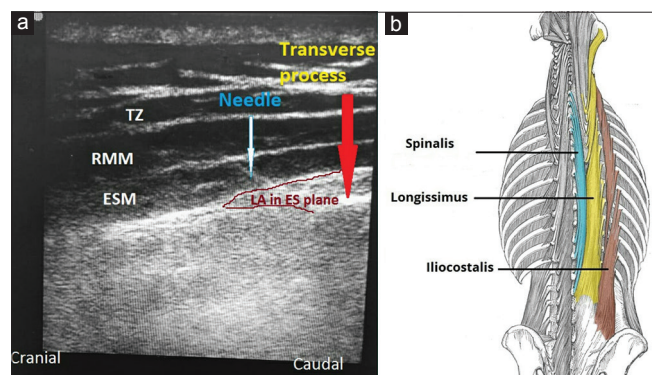 a
Transverse
process
Needle
TZ
RMM
ESM
LA in ES plane
Cranial
Caudal
b
Spinalis
Longissimus
Iliocostalis